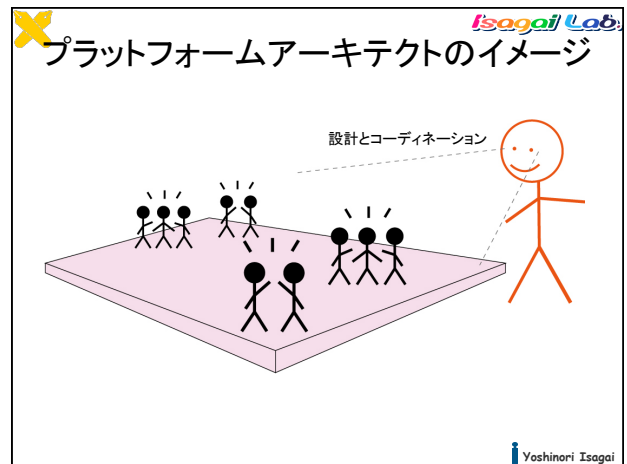 Isagai Lab.
プラットフォームアーキテクトのイメージ
設計とコーディネーション
Yoshinori Isagai